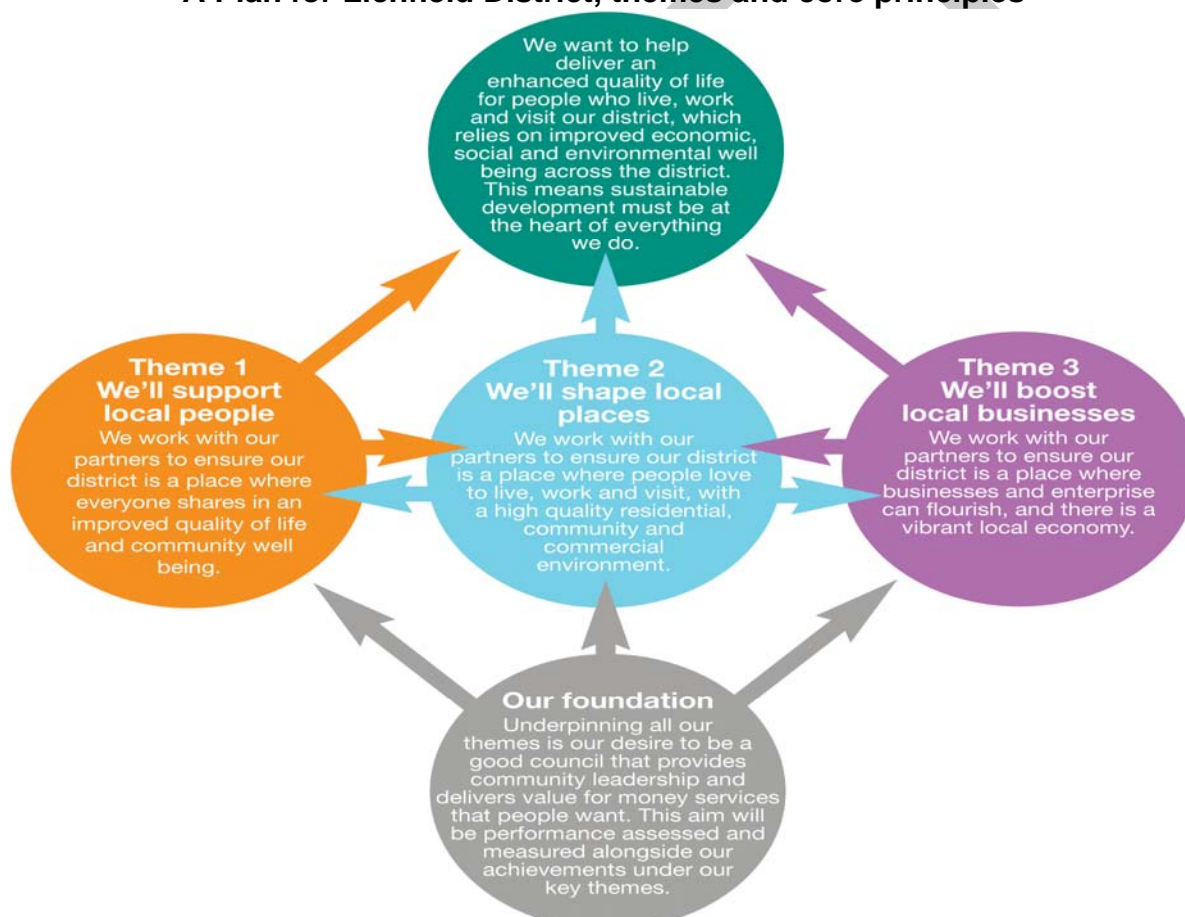 A Plan for Lichfield District, themes and core principles
We want to help
deliver an
enhanced quality of life
for people who live, work
and visit our district, which
relies on improved economic,
social and environmental well
being across the district.
This means sustainable
development must be at
the heart of everything
we do.
Theme 1
We'll support
local people
We work with our
partners to ensure our
district is a place where
everyone shares in an
improved quality of life
and community well
being.
Theme 2
We'll shape local
places
We work with our
partners to ensure our district
is a place where people love
to live, work and visit, with
a high quality residential,
community and
commercial
environment.
Theme 3
We'll boost
local businesses
We work with our
partners to ensure our
district is a place where
businesses and enterprise
can flourish, and there is a
vibrant local economy.
Our foundation
Underpinning all our
themes is our desire to be a
good council that provides
community leadership and
delivers value for money services
that people want. This aim will
be performance assessed and
measured alongside our
achievements under our
key themes.